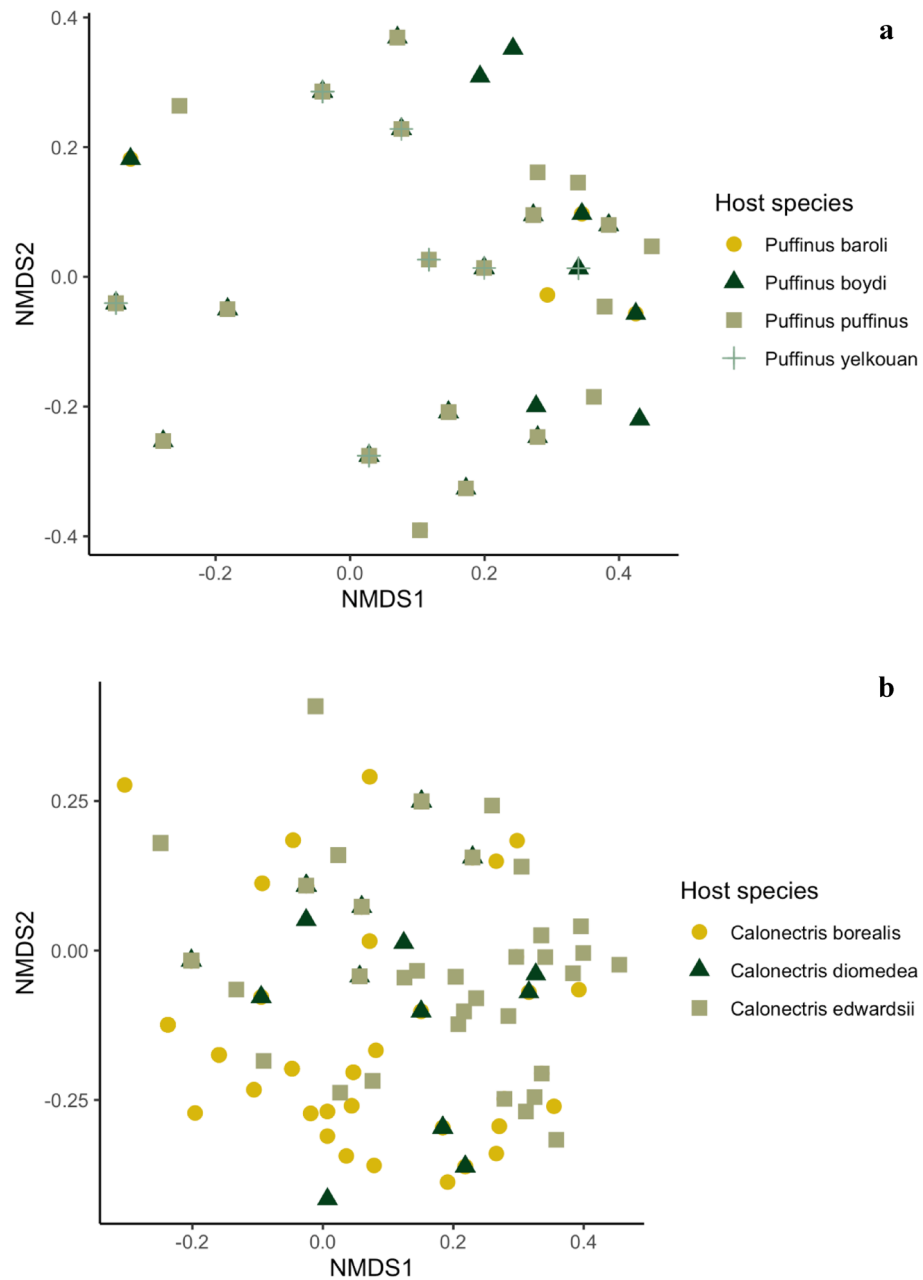 a
0.4
0.2
0.0
-0.2
-0.4
NMDS2
-0.2
0.0
0.2
0.4
NMDS1
Host species
Puffinus baroli
Puffinus boydi
Puffinus puffinus
Puffinus yelkouan
b
0.25
0.00
-0.25
NMDS2
-0.2
0.0
0.2
0.4
NMDS1
Host species
Calonectris borealis
Calonectris diomedea
Calonectris edwardsii